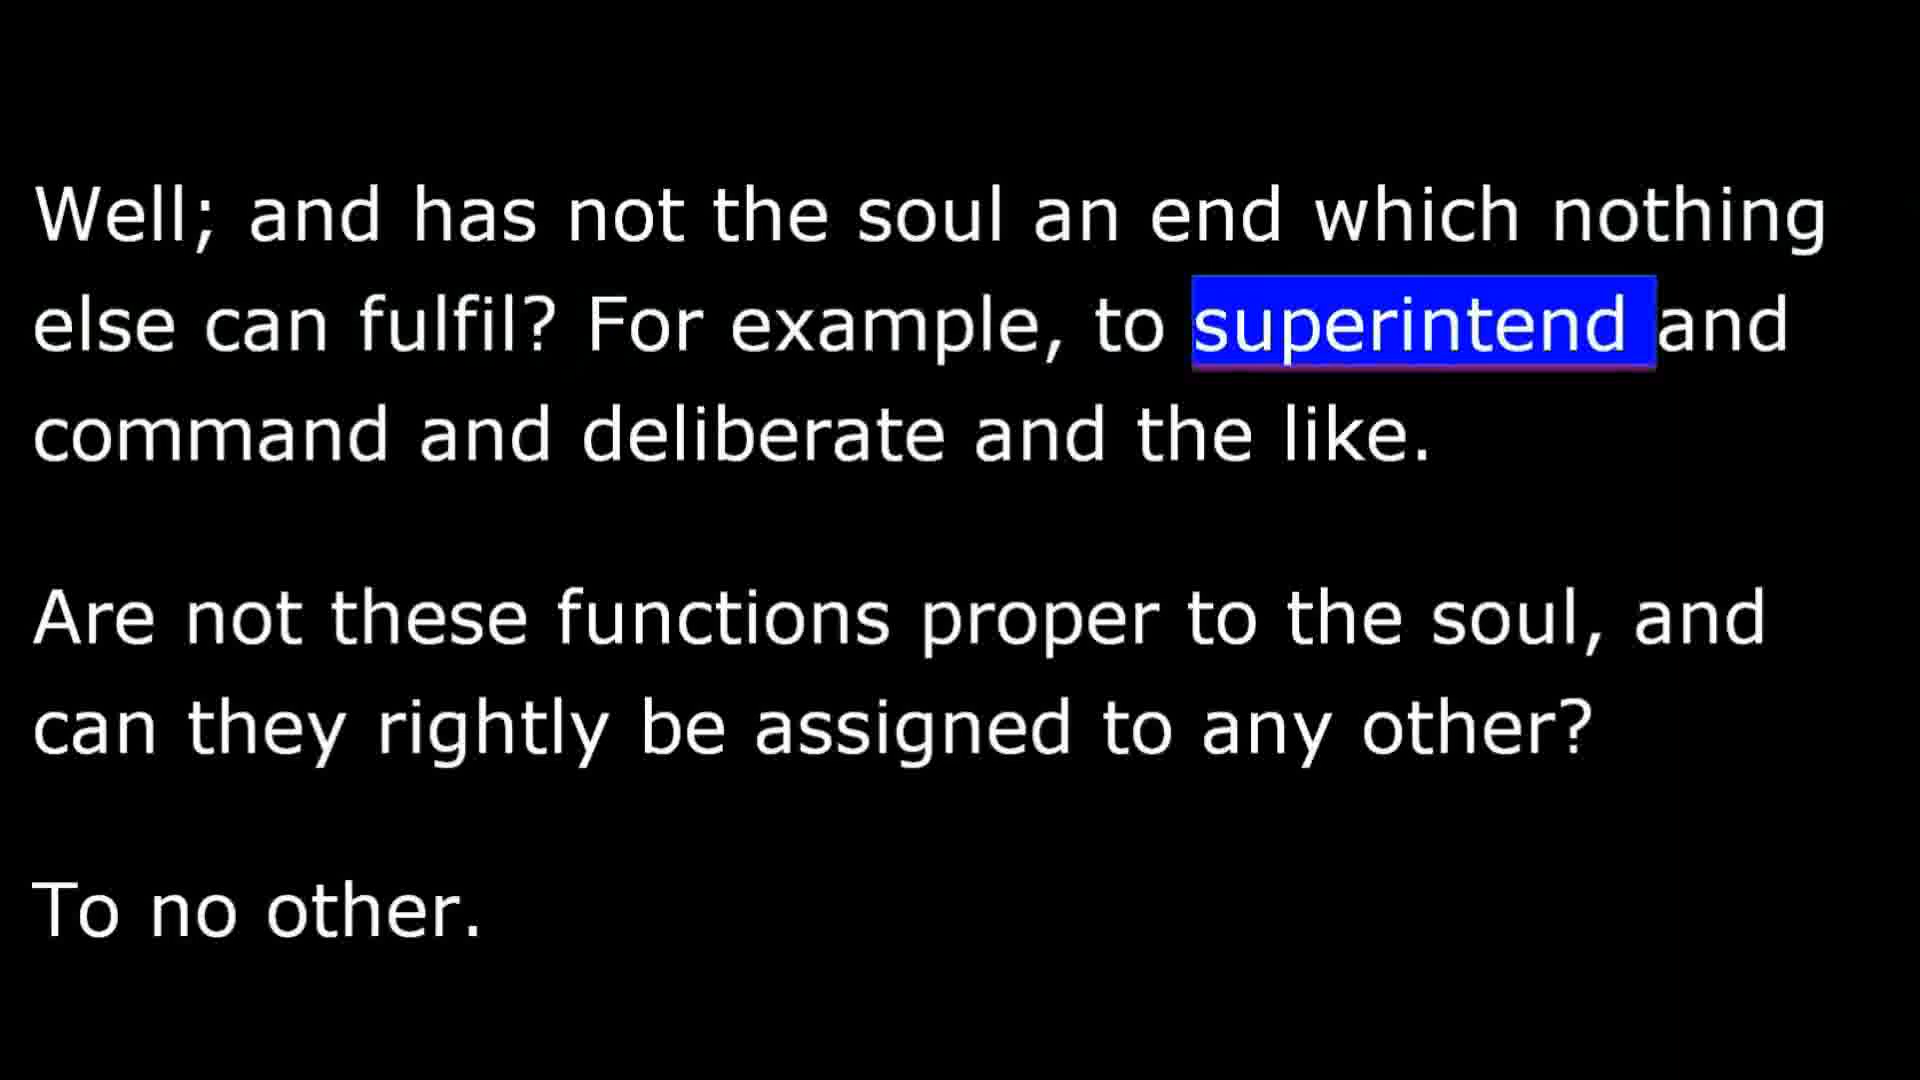 Well; and has not the soul an end which nothing
else can fulfil? For example, to superintend and
command and deliberate and the like.
Are not these functions proper to the soul, and
can they rightly be assigned to any other?
To no other.